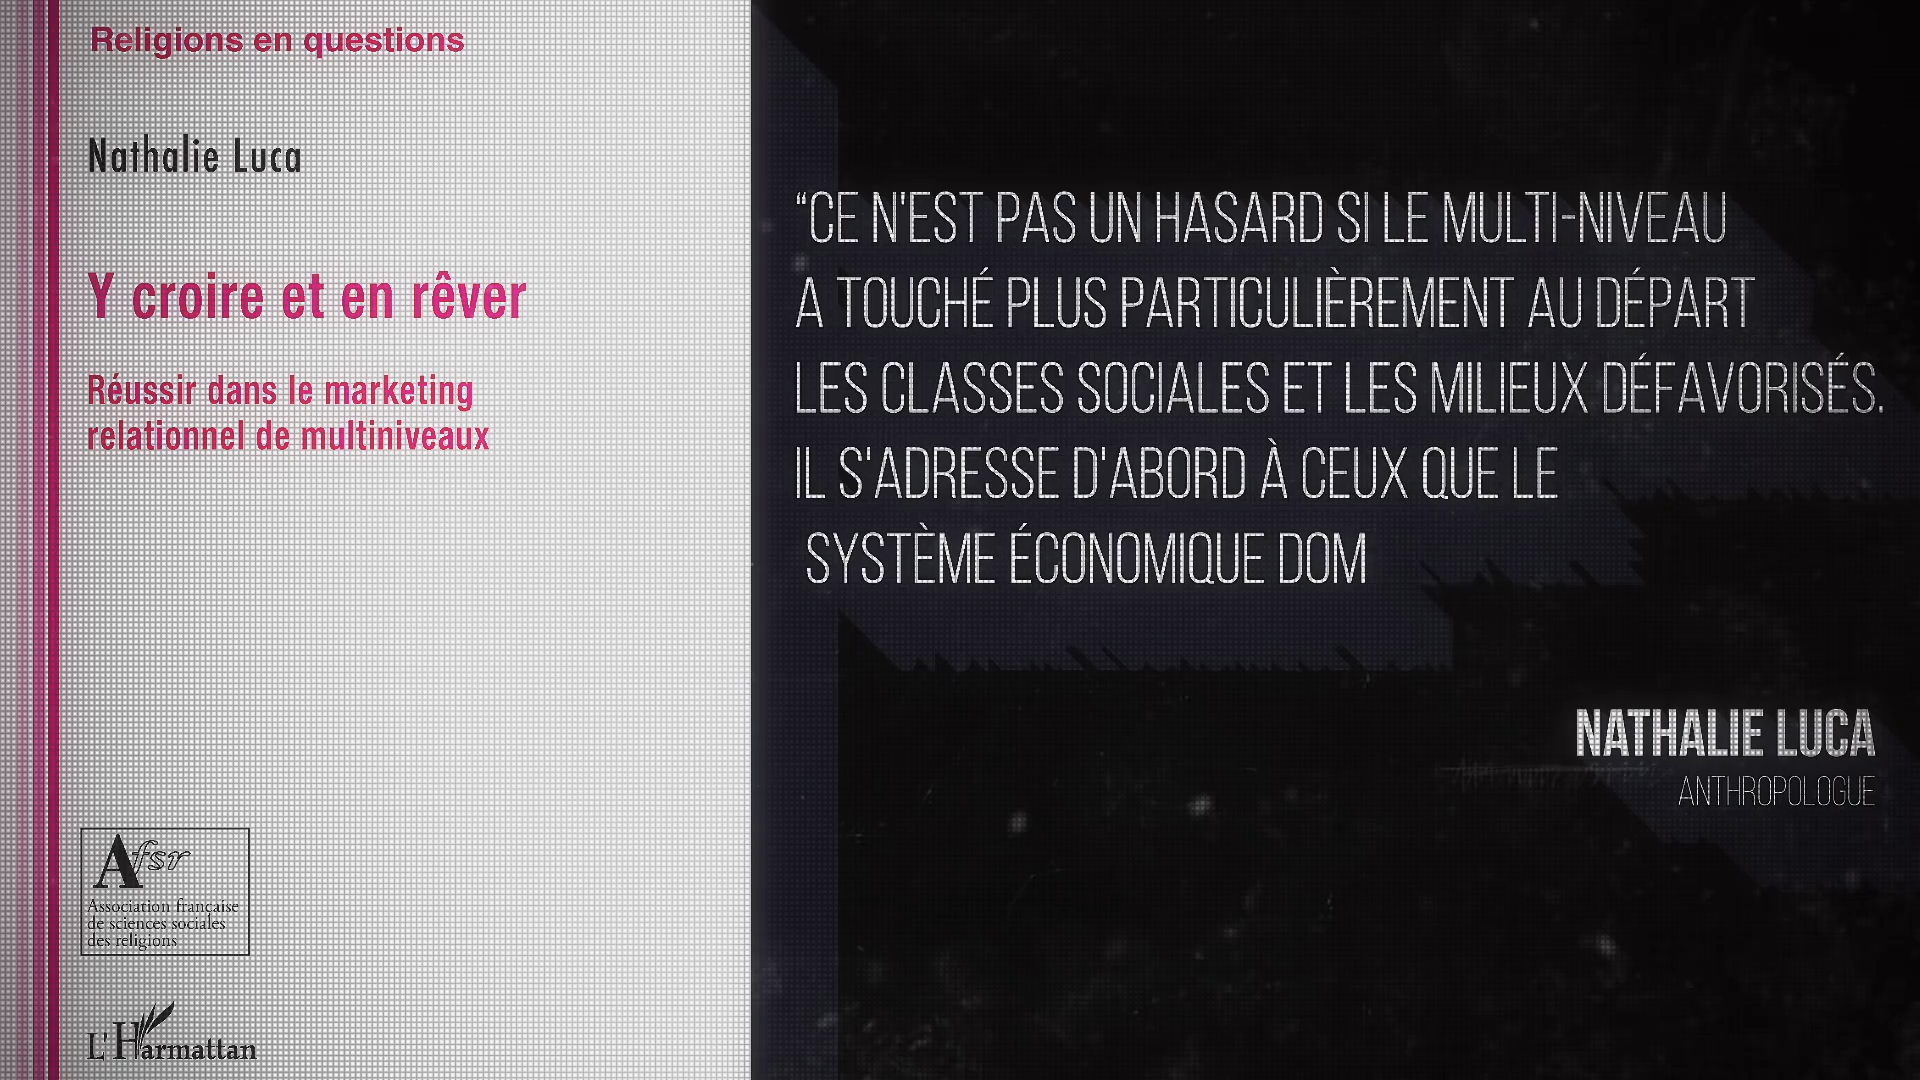 Religions en questions
Nathalie Luca
Y croire et en rêver
Réussir dans le marketing
relationnel de multiniveaux
Afsr
Association française
de sciences sociales
des religions
L'Harmattan
“CE N'EST PAS UN HASARD SI LE MULTI-NIVEAU
A TOUCHÉ PLUS PARTICULIÈREMENT AU DÉPART
LES CLASSES SOCIALES ET LES MILIEUX DÉFAVORISÉS.
IL S'ADRESSE D'ABORD À CEUX QUE LE
SYSTÈME ÉCONOMIQUE DOM
NATHALIE LUCA
ANTHROPOLOGUE